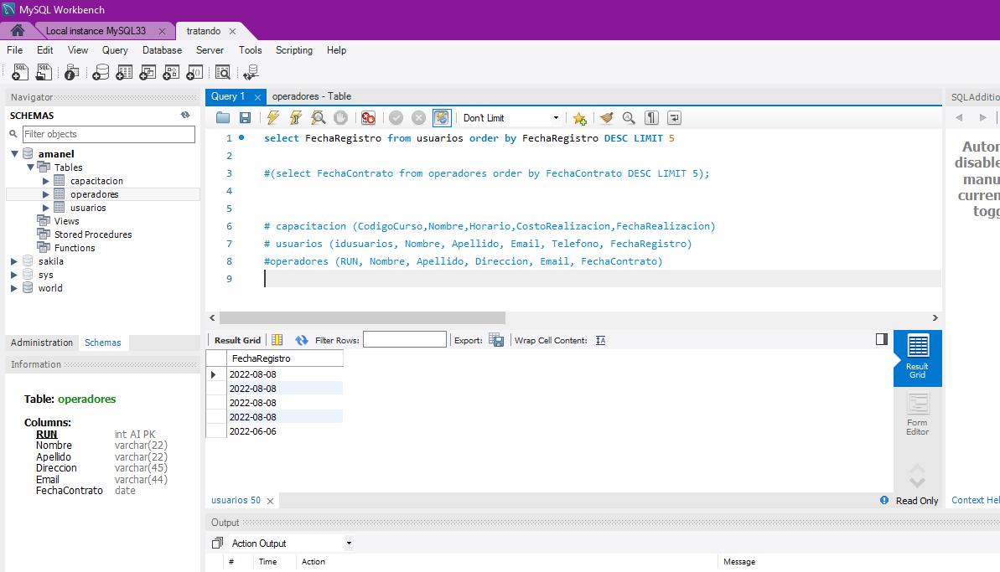 MySQL Workbench
Local instance MySQL33
tratando
File Edit View Query Database Server Tools Scripting Help
Navigator
SCHEMAS
Filter objects
amanel
Tables
capacitacion
operadores
usuarios
Views
Stored Procedures
Functions
sakila
sys
world
Administration Schemas
Information
Table: operadores
Columns:
RUN int AI PK
Nombre varchar(22)
Apellido varchar(22)
Direccion varchar(45)
Email varchar(44)
FechaContrato date
Query 1 operadores - Table
Don't Limit
1 select FechaRegistro from usuarios order by FechaRegistro DESC LIMIT 5
2
3 #(select FechaContrato from operadores order by FechaContrato DESC LIMIT 5);
4
5
6 # capacitacion (CodigoCurso,Nombre,Horario,CostoRealizacion,FechaRealizacion)
7 # usuarios (idusuarios, Nombre, Apellido, Email, Telefono, FechaRegistro)
8 #operadores (RUN, Nombre, Apellido, Direccion, Email, FechaContrato)
9
Result Grid Filter Rows: Export: Wrap Cell Content:
FechaRegistro
2022-08-08
2022-08-08
2022-08-08
2022-08-08
2022-06-06
Result
Grid
Form
Editor
usuarios 50
Read Only
Output
Action Output
# Time Action Message
SQLAdditio
Autor
disable
manu
curren
togg
Context Hel